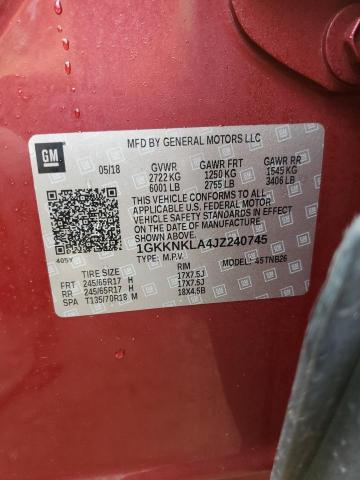 MFD BY GENERAL MOTORS LLC
GM
05/18 GVWR GAWR FRT GAWR RR
2722 KG 1250 KG 1545 KG
6001 LB 2755 LB 3406 LB
THIS VEHICLE CONFORMS TO ALL
APPLICABLE U.S. FEDERAL MOTOR
VEHICLE SAFETY STANDARDS IN EFFECT
ON THE DATE OF
MANUFACTURE SHOWN ABOVE.
1GKKNKLA4JZ240745
405Y TYPE: M.P.V. MODEL: 45TNB26
TIRE SIZE RIM
FRT 245/65R17 H 17X7.5J
RR 245/65R17 H 17X7.5J
SPA T135/70R18 M 18X4.5B